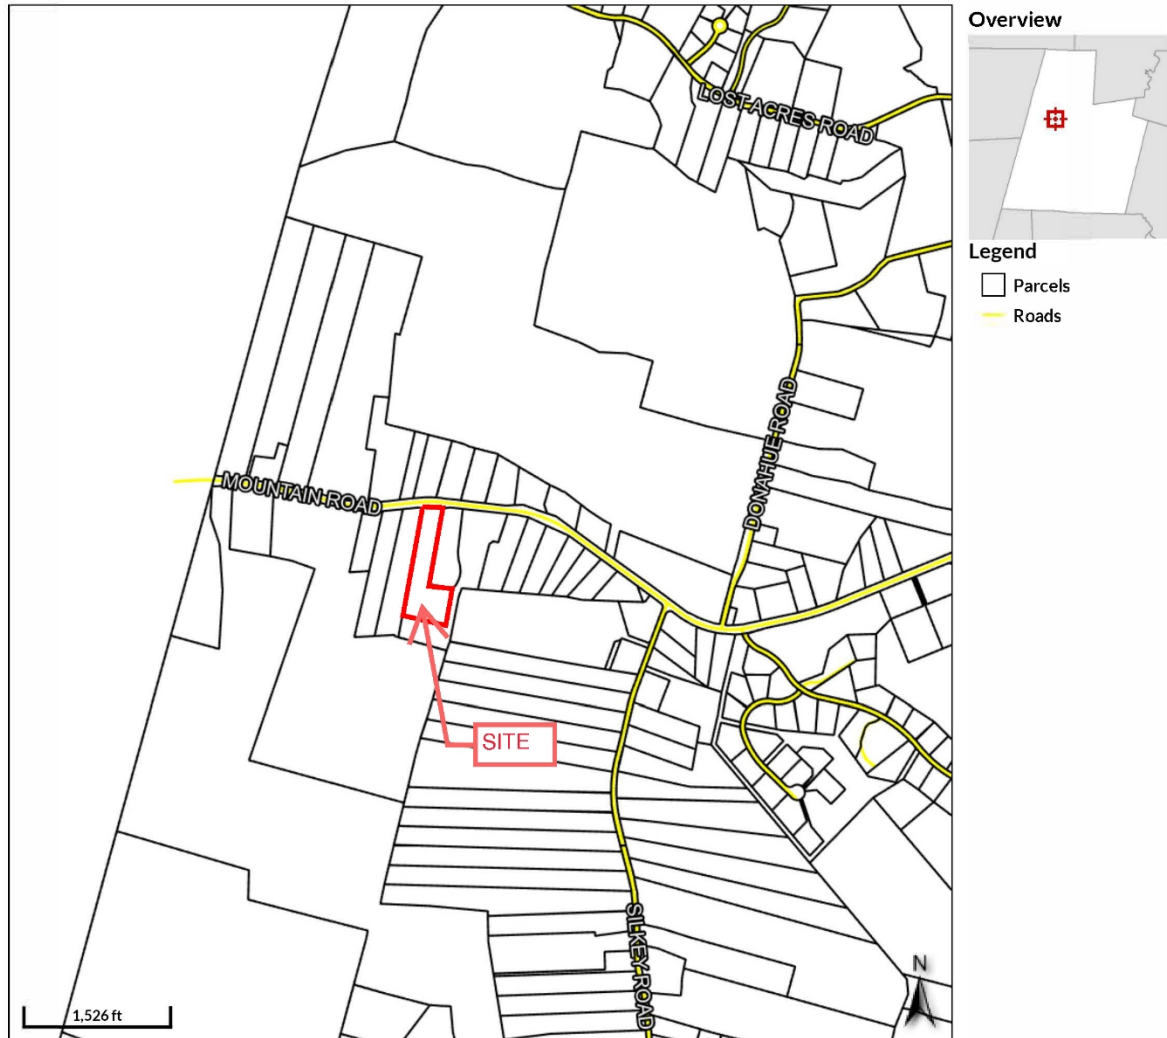 Overview
LOST ACRES ROAD
Legend
Parcels
Roads
DONAHUE ROAD
MOUNTAIN ROAD
SITE
SILKEY ROAD
N
1,526 ft